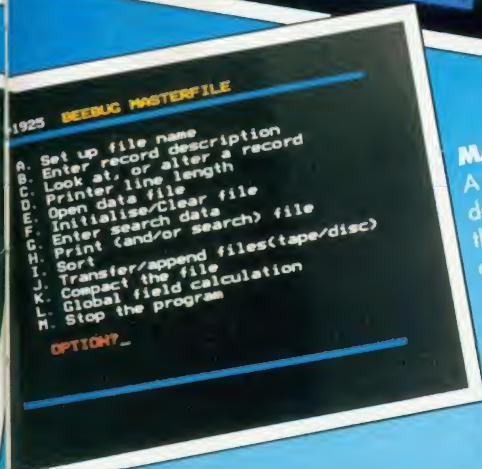 1925 BEEBUG MASTERFILE
A. Set up file name
B. Enter record description
C. Look at, or alter a record
D. Printer line length
E. Open data file
F. Initialise/Clear file
G. Enter search data
H. Print (and/or search) file
I. Sort
J. Transfer/append files(tape/disc)
K. Compact the file
L. Global field calculation
M. Stop the program
OPTION?_
M
A
d
th